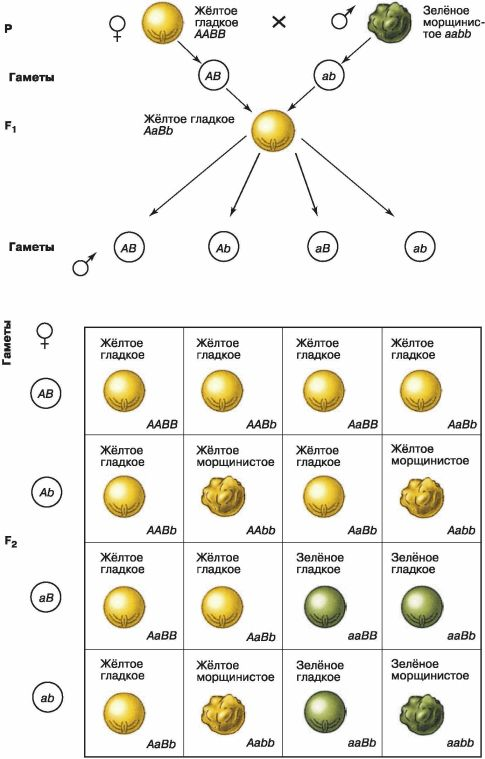 P
♀
Жёлтое
гладкое
AABB
×
♂
Зелёное
морщинис-
тое aabb
Гаметы
AB
ab
F1
Жёлтое гладкое
AaBb
Гаметы
♂
AB
Ab
aB
ab
Гаметы
♀
F2
AB
Жёлтое
гладкое
AABB
Жёлтое
гладкое
AABb
Жёлтое
гладкое
AaBB
Жёлтое
гладкое
AaBb
Ab
Жёлтое
гладкое
AABb
Жёлтое
морщинистое
AAbb
Жёлтое
гладкое
AaBb
Жёлтое
морщинистое
Aabb
aB
Жёлтое
гладкое
AaBB
Жёлтое
гладкое
AaBb
Зелёное
гладкое
aaBB
Зелёное
гладкое
aaBb
ab
Жёлтое
гладкое
AaBb
Жёлтое
морщинистое
Aabb
Зелёное
гладкое
aaBb
Зелёное
морщинистое
aabb